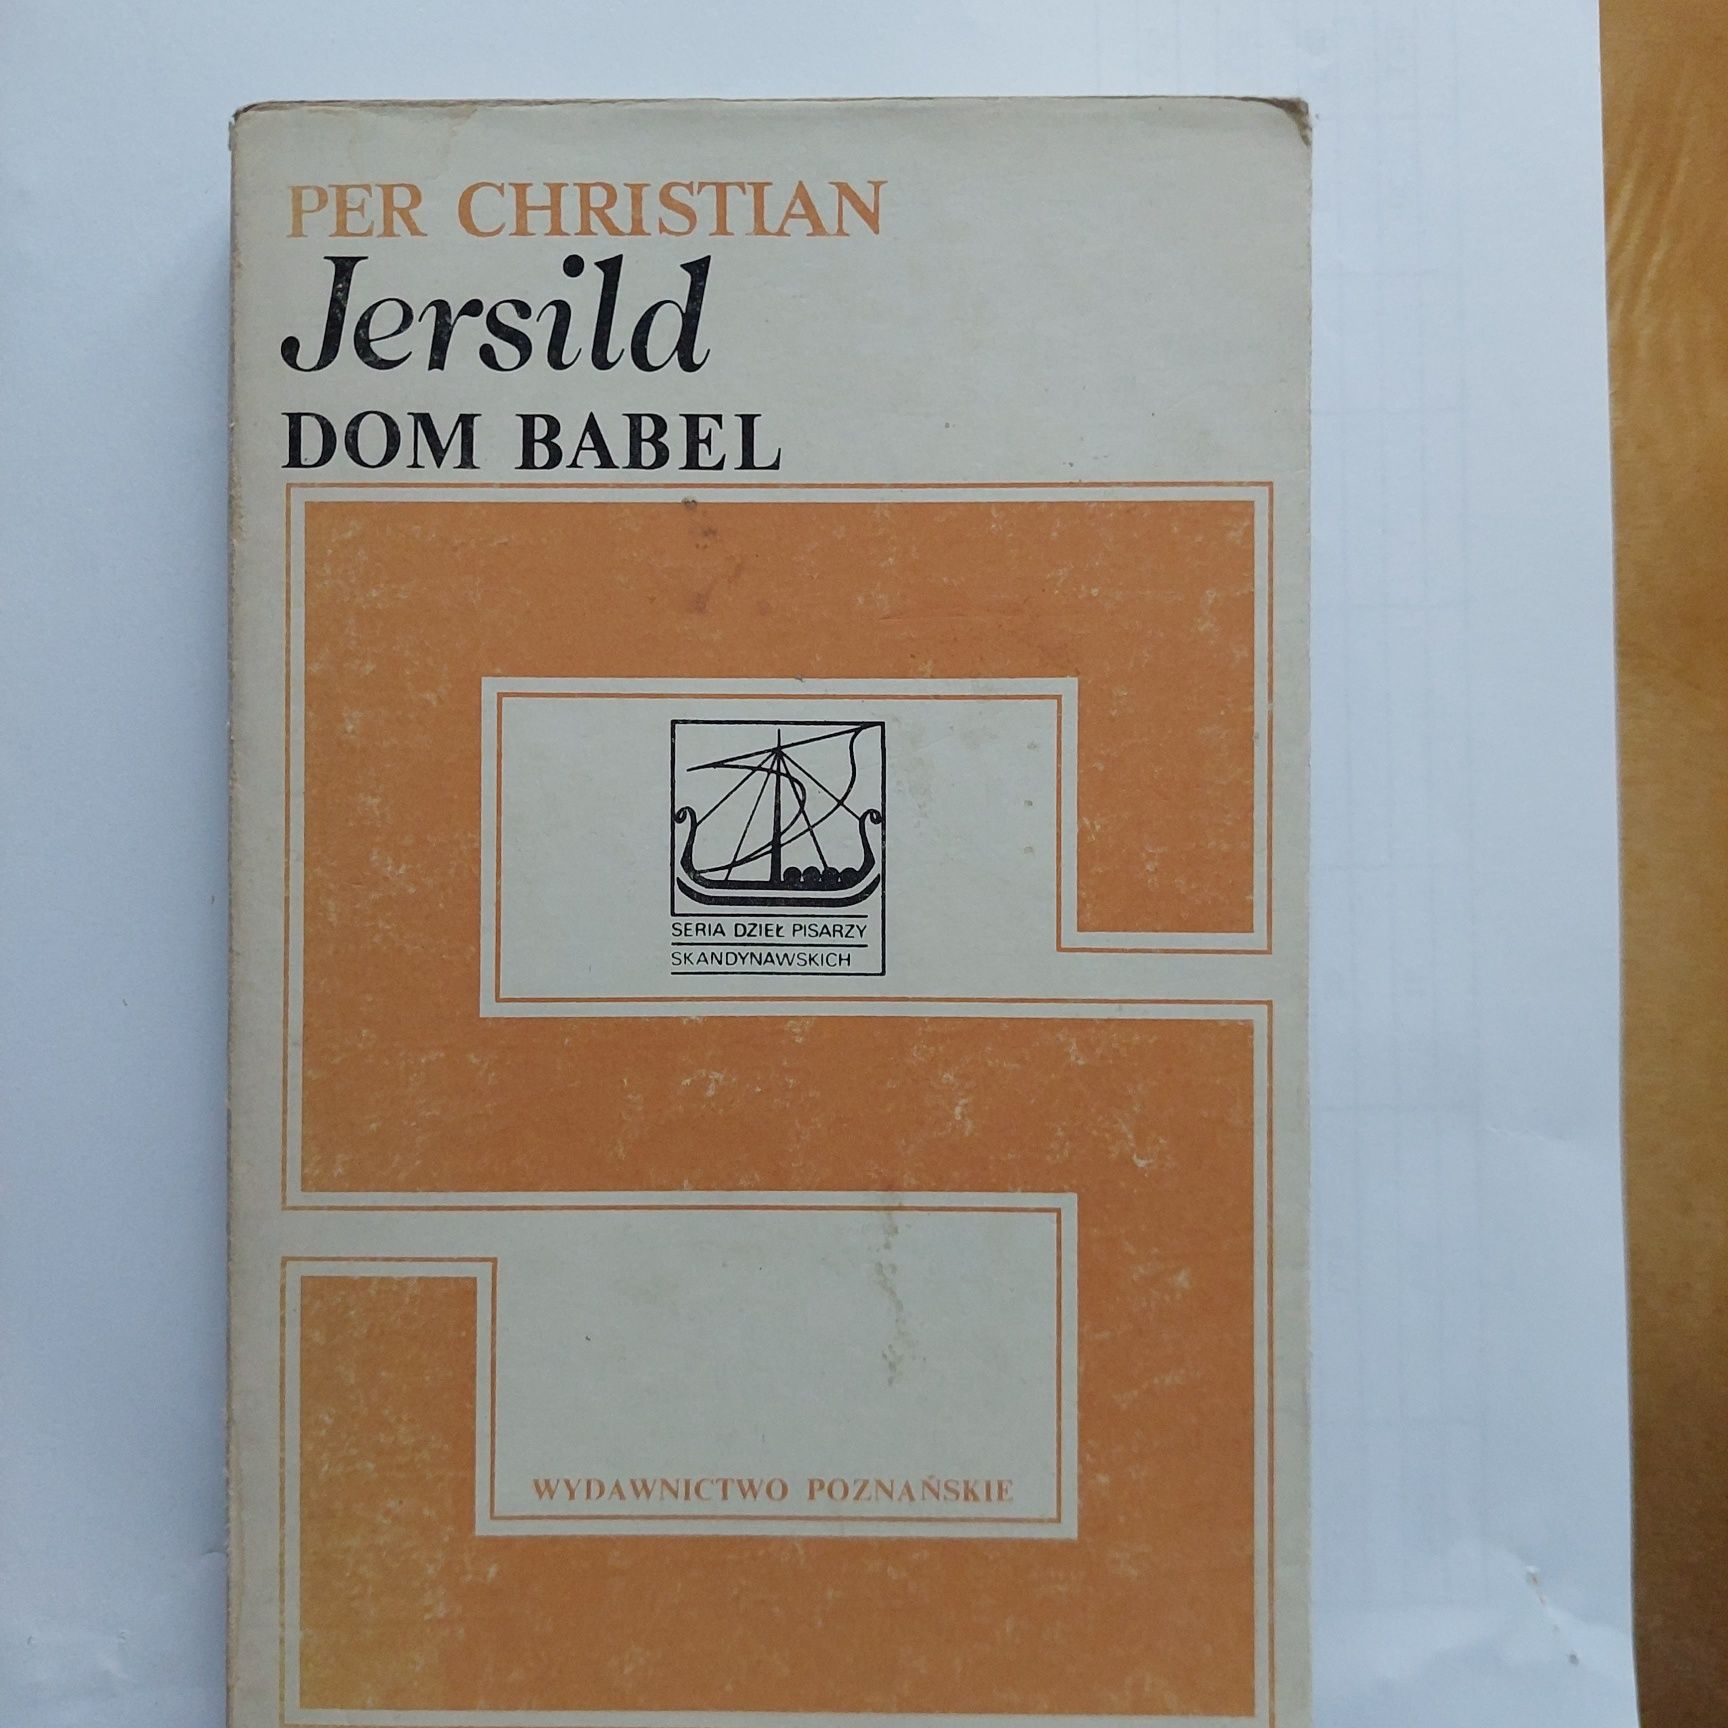 PER CHRISTIAN
Jersild
DOM BABEL
SERIA DZIEŁ PISARZY
SKANDYNAWSKICH
WYDAWNICTWO POZNAŃSKIE